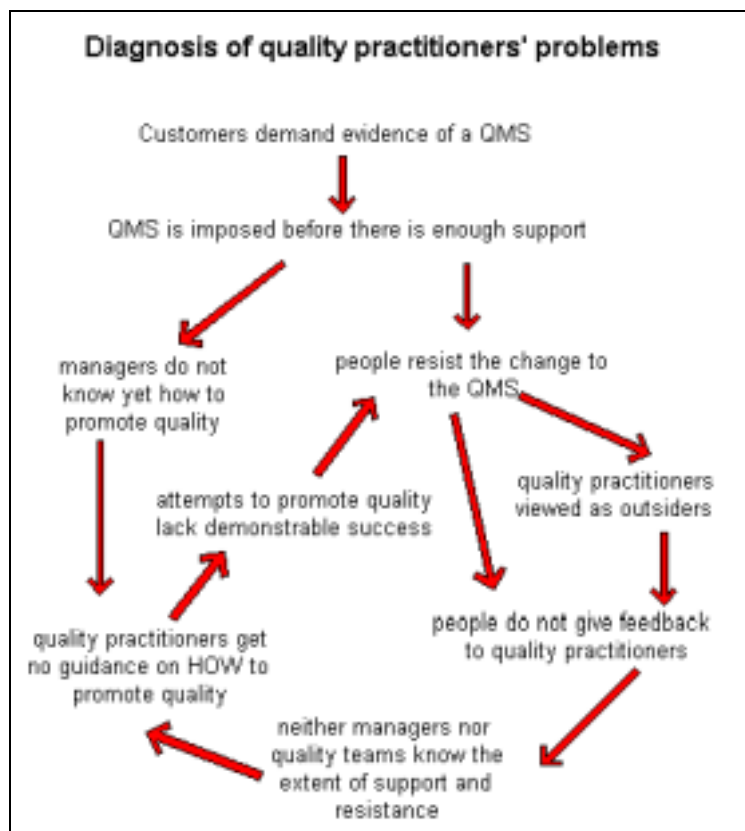 Diagnosis of quality practitioners' problems
Customers demand evidence of a QMS
QMS is imposed before there is enough support
managers do not
know yet how to
promote quality
people resist the change to
the QMS
attempts to promote quality
lack demonstrable success
quality practitioners
viewed as outsiders
quality practitioners get
no guidance on HOW to
promote quality
people do not give feedback
to quality practitioners
neither managers nor
quality teams know the
extent of support and
resistance